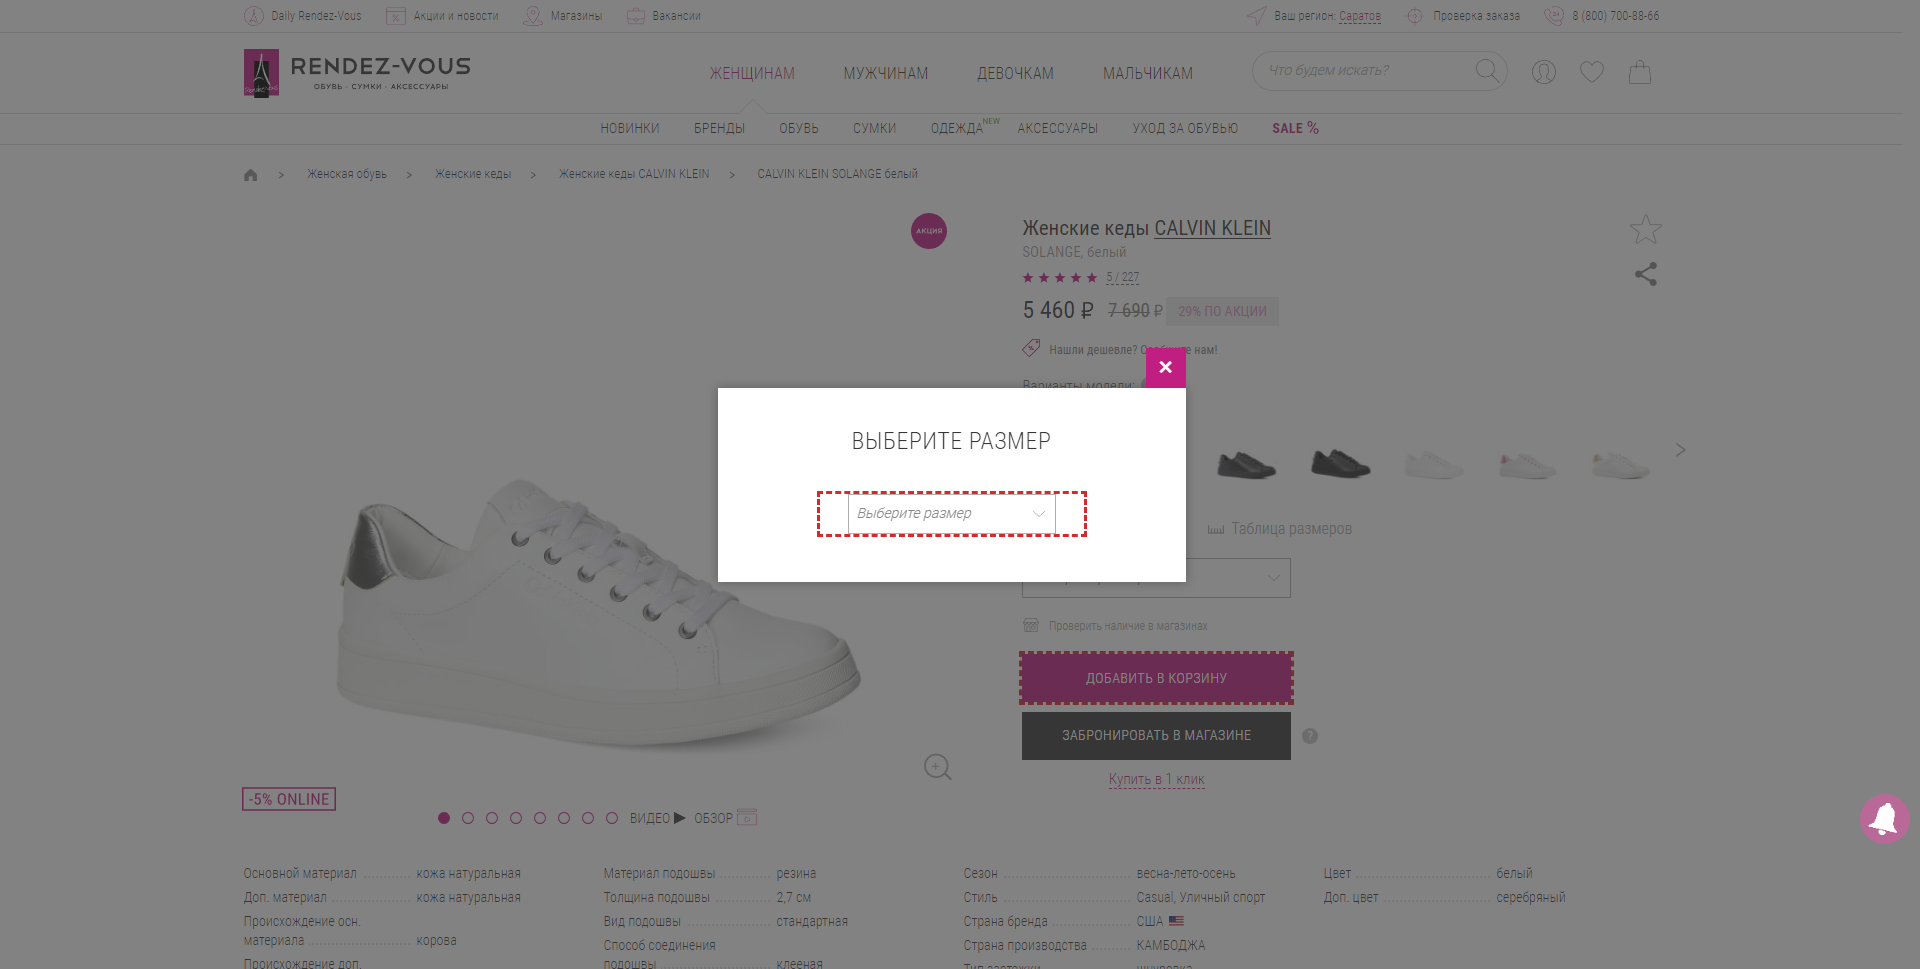 Daily Rendez-Vous
Акции и новости
Магазины
Вакансии
Ваш регион: Саратов
Проверка заказа
8 (800) 700-88-66
RENDEZ-VOUS
ОБУВЬ · СУМКИ · АКСЕССУАРЫ
ЖЕНЩИНАМ
МУЖЧИНАМ
ДЕВОЧКАМ
МАЛЬЧИКАМ
Что будем искать?
НОВИНКИ
БРЕНДЫ
ОБУВЬ
СУМКИ
ОДЕЖДА NEW
АКСЕССУАРЫ
УХОД ЗА ОБУВЬЮ
SALE %
> Женская обувь > Женские кеды > Женские кеды CALVIN KLEIN > CALVIN KLEIN SOLANGE белый
АКЦИЯ
Женские кеды CALVIN KLEIN
SOLANGE, белый
5 / 227
5 460 ₽ 7 690 ₽ 29% ПО АКЦИИ
Нашли дешевле? нам!
Варианты модели:
×
ВЫБЕРИТЕ РАЗМЕР
Выберите размер
Таблица размеров
Проверить наличие в магазинах
ДОБАВИТЬ В КОРЗИНУ
ЗАБРОНИРОВАТЬ В МАГАЗИНЕ
?
Купить в 1 клик
-5% ONLINE
ВИДЕО
ОБЗОР
Основной материал кожа натуральная
Доп. материал кожа натуральная
Происхождение осн.
материала корова
Происхождение доп.
Материал подошвы резина
Толщина подошвы 2,7 см
Вид подошвы стандартная
Способ соединения
подошвы клееная
Сезон весна-лето-осень
Стиль Casual, Уличный спорт
Страна бренда США
Страна производства КАМБОДЖА
Тип застежки шнуровка
Цвет белый
Доп. цвет серебряный